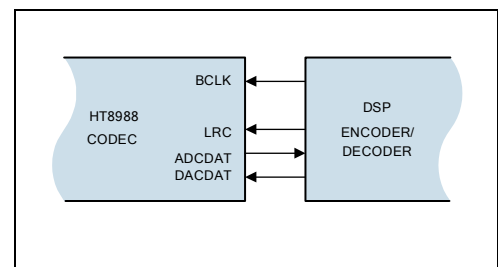 BCLK
HT8988
CODEC
LRC
ADCDAT
DACDAT
DSP
ENCODER/
DECODER